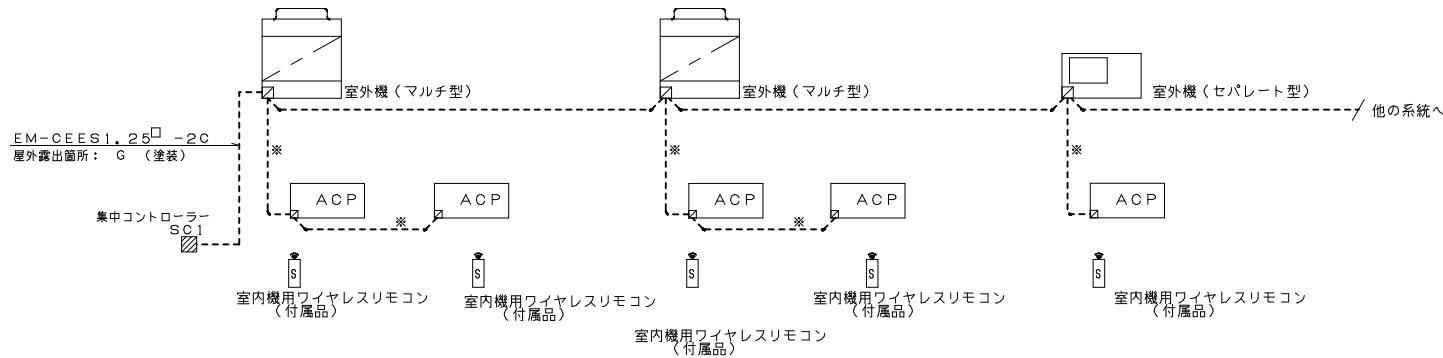 室外機(マルチ型)
室外機(マルチ型)
室外機(セパレート型)
他の系統へ
EM-CEES1.25□ -2C
屋外露出箇所: G (塗装)
※
※
※
ACP
ACP
ACP
ACP
ACP
※
※
集中コントローラー
SC1
S
S
S
S
S
室内機用ワイヤレスリモコン
(付属品)
室内機用ワイヤレスリモコン
(付属品)
室内機用ワイヤレスリモコン
(付属品)
室内機用ワイヤレスリモコン
(付属品)
室内機用ワイヤレスリモコン
(付属品)